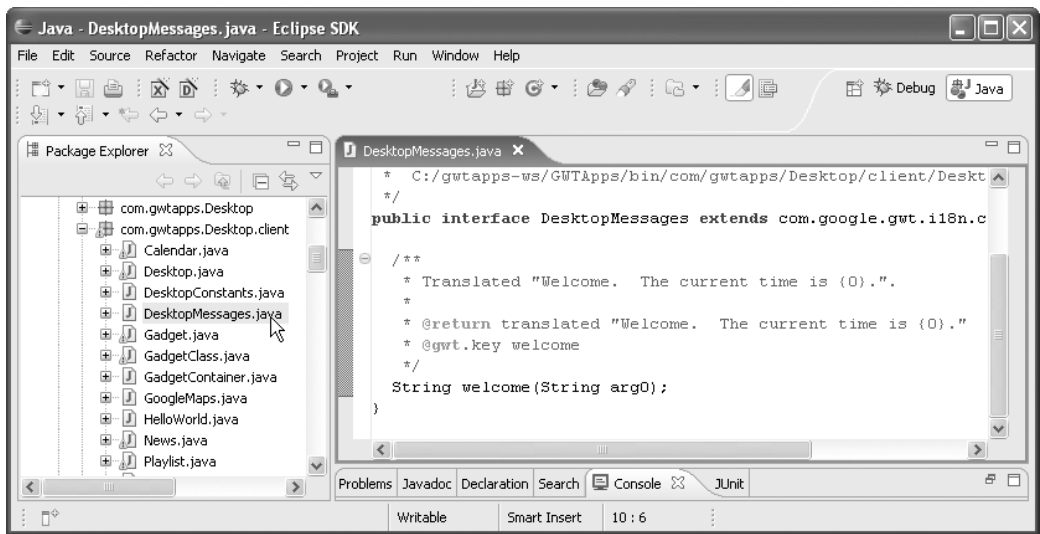 Java - DesktopMessages.java - Eclipse SDK
File Edit Source Refactor Navigate Search Project Run Window Help
Debug Java
Package Explorer
com.gwtapps.Desktop
com.gwtapps.Desktop.client
Calendar.java
Desktop.java
DesktopConstants.java
DesktopMessages.java
Gadget.java
GadgetClass.java
GadgetContainer.java
GoogleMaps.java
HelloWorld.java
News.java
Playlist.java
DesktopMessages.java
* C:/gwtapps-ws/GWTApps/bin/com/gwtapps/Desktop/client/Deskt
*/
public interface DesktopMessages extends com.google.gwt.i18n.c
/**
* Translated "Welcome.  The current time is {0}.".
*
* @return translated "Welcome.  The current time is {0}."
* @gwt.key welcome
*/
String welcome(String arg0);
}
Problems Javadoc Declaration Search Console JUnit
Writable Smart Insert 10 : 6